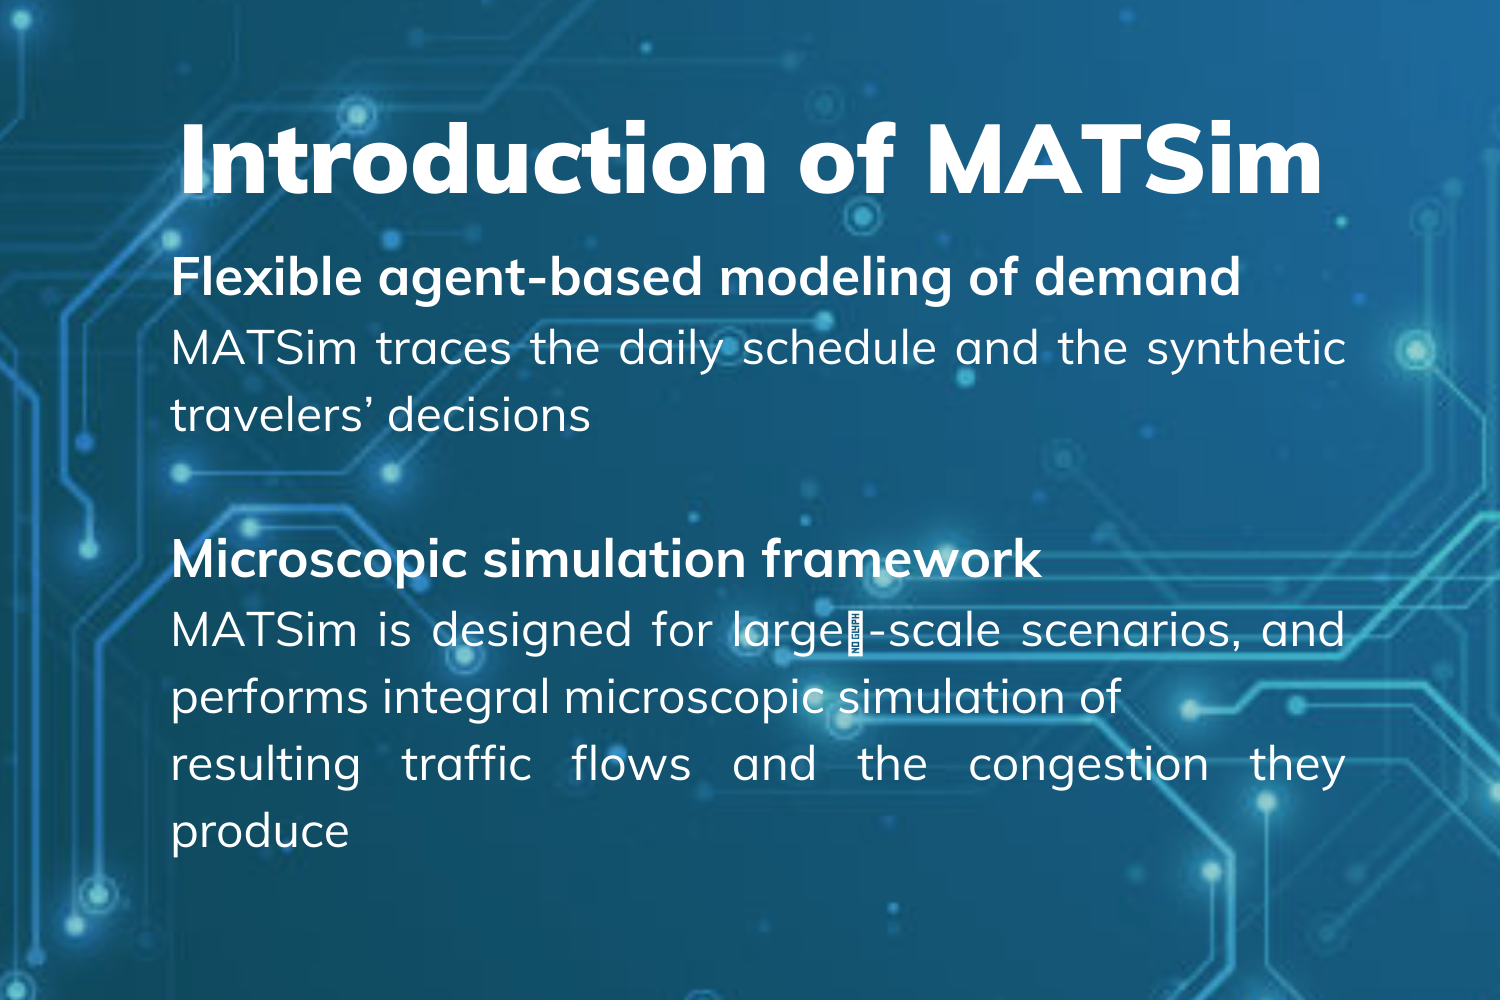 Introduction of MATSim
Flexible agent-based modeling of demand
MATSim traces the daily schedule and the synthetic
travelers’ decisions
Microscopic simulation framework
MATSim is designed for large-scale scenarios, and
performs integral microscopic simulation of
resulting traffic flows and the congestion they
produce